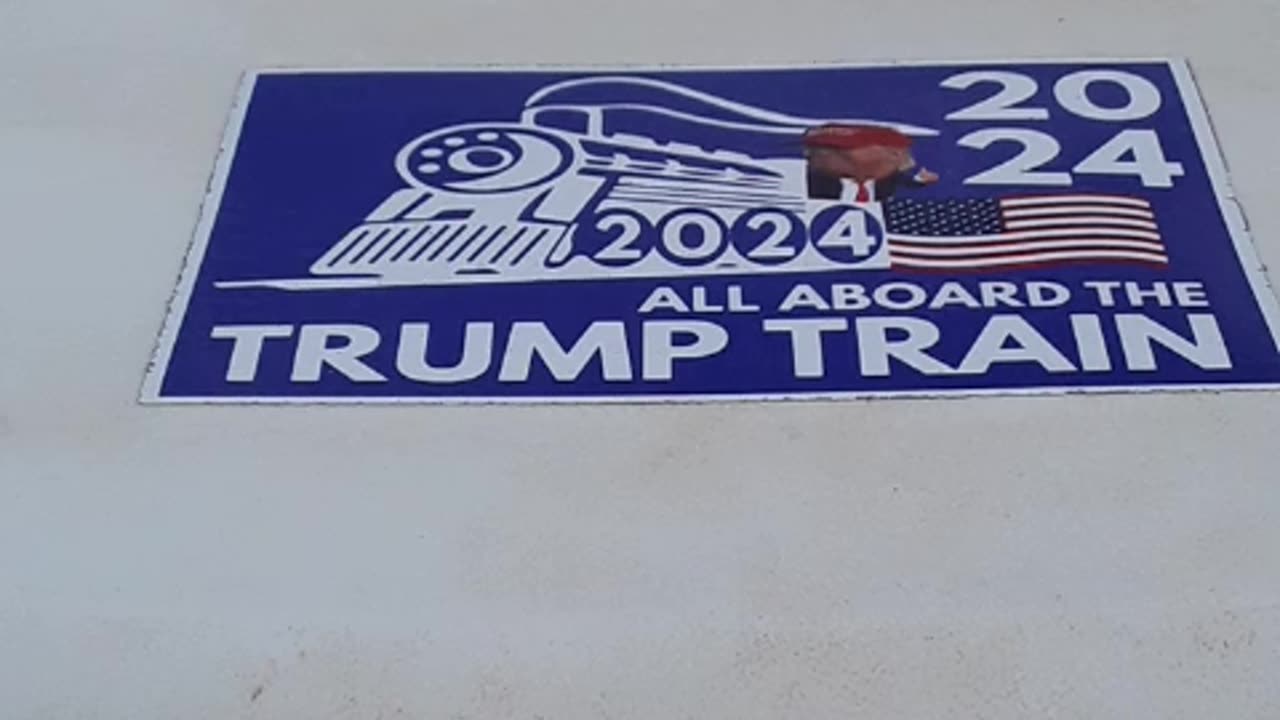 20
24
2024
ALL ABOARD THE
TRUMP TRAIN